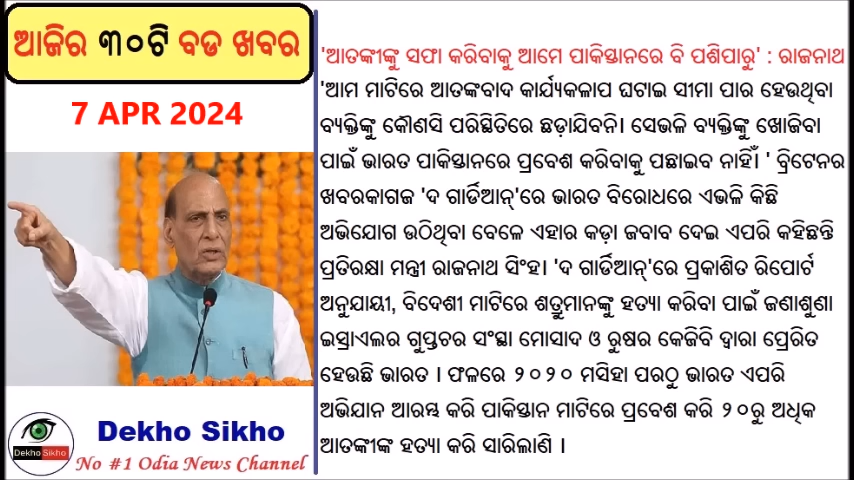 ଆଜିର ୩୦ଟି ବଡ ଖବର
7 APR 2024
Dekho Sikho
Dekho Sikho
No #1 Odia News Channel
'ଆତଙ୍କୀଙ୍କୁ ସଫା କରିବାକୁ ଆମେ ପାକିସ୍ତାନରେ ବି ପଶିପାରୁ' : ରାଜନାଥ
'ଆମ ମାଟିରେ ଆତଙ୍କବାଦ କାର୍ଯ୍ୟକଳାପ ଘଟାଇ ସୀମା ପାର ହେଉଥିବା
ବ୍ୟକ୍ତିଙ୍କୁ କୌଣସି ପରିସ୍ଥିତିରେ ଛଡ଼ାଯିବନି। ସେଭଳି ବ୍ୟକ୍ତିଙ୍କୁ ଖୋଜିବା
ପାଇଁ ଭାରତ ପାକିସ୍ତାନରେ ପ୍ରବେଶ କରିବାକୁ ପଛାଇବ ନାହିଁ। ' ବ୍ରିଟେନର
ଖବରକାଗଜ 'ଦ ଗାର୍ଡିଆନ୍'ରେ ଭାରତ ବିରୋଧରେ ଏଭଳି କିଛି
ଅଭିଯୋଗ ଉଠିଥିବା ବେଳେ ଏହାର କଡ଼ା ଜବାବ ଦେଇ ଏପରି କହିଛନ୍ତି
ପ୍ରତିରକ୍ଷା ମନ୍ତ୍ରୀ ରାଜନାଥ ସିଂହ। 'ଦ ଗାର୍ଡିଆନ୍'ରେ ପ୍ରକାଶିତ ରିପୋର୍ଟ
ଅନୁଯାୟୀ, ବିଦେଶୀ ମାଟିରେ ଶତ୍ରୁମାନଙ୍କୁ ହତ୍ୟା କରିବା ପାଇଁ ଜଣାଶୁଣା
ଇସ୍ରାଏଲର ଗୁପ୍ତଚର ସଂସ୍ଥା ମୋସାଦ ଓ ରୁଷର କେଜିବି ଦ୍ୱାରା ପ୍ରେରିତ
ହେଉଛି ଭାରତ । ଫଳରେ ୨୦୨୦ ମସିହା ପରଠୁ ଭାରତ ଏପରି
ଅଭିଯାନ ଆରମ୍ଭ କରି ପାକିସ୍ତାନ ମାଟିରେ ପ୍ରବେଶ କରି ୨୦ରୁ ଅଧିକ
ଆତଙ୍କୀଙ୍କ ହତ୍ୟା କରି ସାରିଲାଣି ।